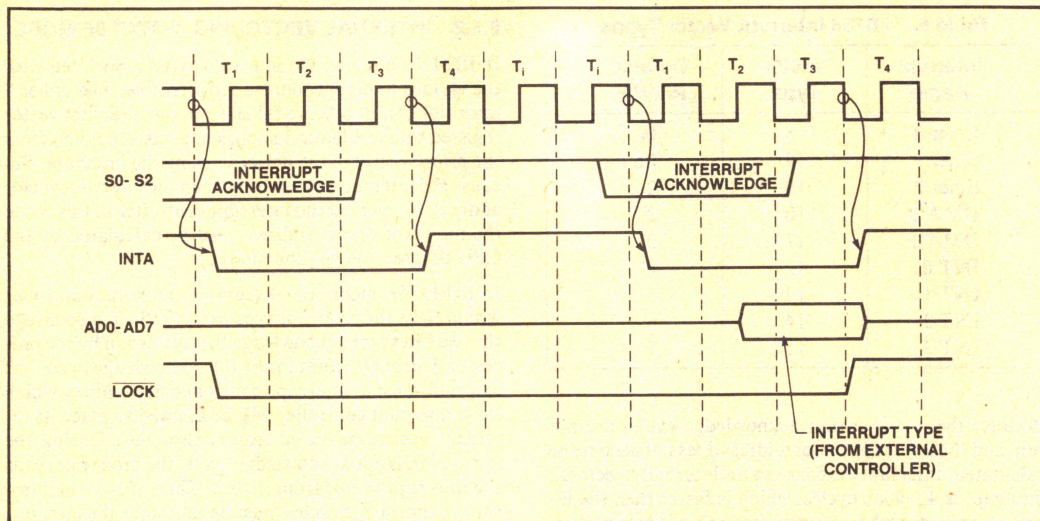 T1 T2 T3 T4 Ti Ti T1 T2 T3 T4
S0- S2
INTERRUPT
ACKNOWLEDGE
INTERRUPT
ACKNOWLEDGE
INTA
AD0- AD7
LOCK
INTERRUPT TYPE
(FROM EXTERNAL
CONTROLLER)